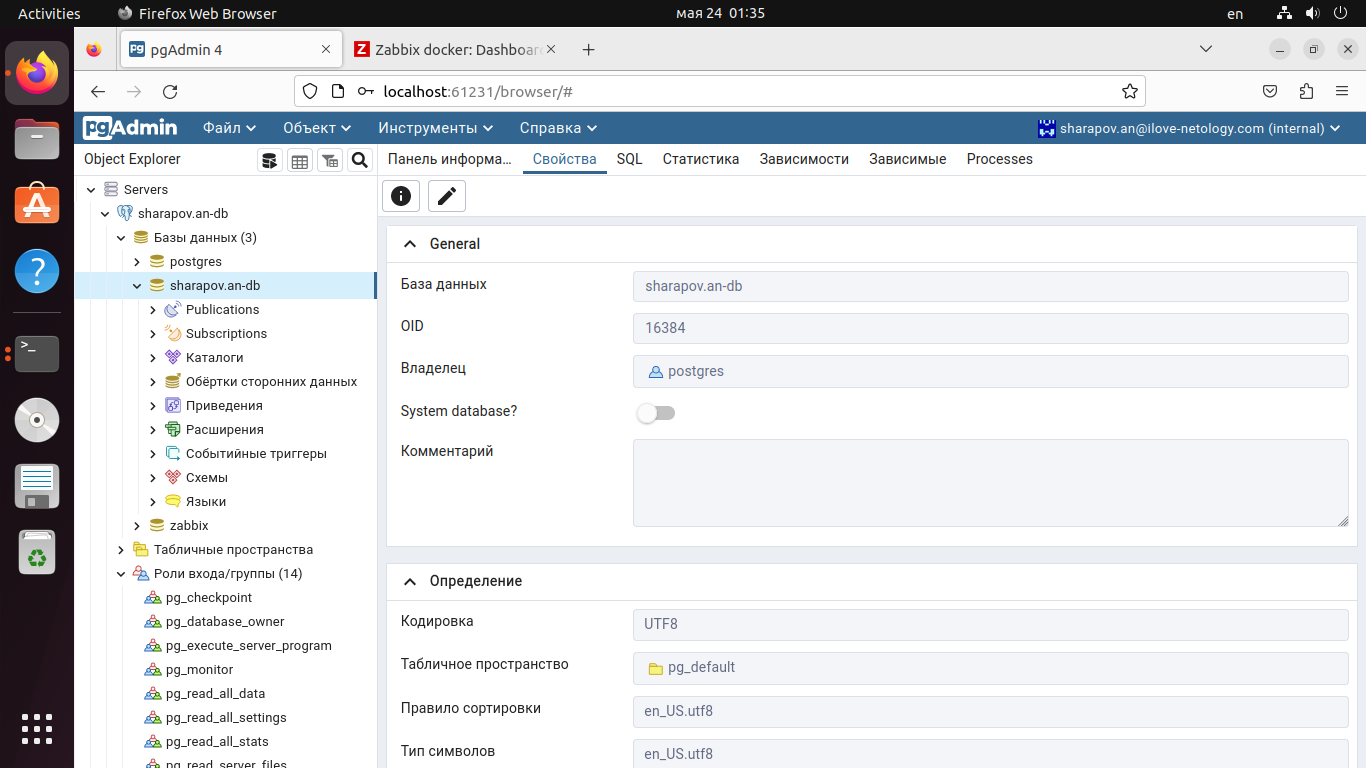 Activities
Firefox Web Browser
мая 24 01:35
en
pgAdmin 4
Zabbix docker: Dashboar
localhost:61231/browser/#
pgAdmin
Файл
Объект
Инструменты
Справка
sharapov.an@ilove-netology.com (internal)
Object Explorer
Панель информа...
Свойства
SQL
Статистика
Зависимости
Зависимые
Processes
Servers
sharapov.an-db
Базы данных (3)
postgres
sharapov.an-db
Publications
Subscriptions
Каталоги
Обёртки сторонних данных
Приведения
Расширения
Событийные триггеры
Схемы
Языки
zabbix
Табличные пространства
Роли входа/группы (14)
pg_checkpoint
pg_database_owner
pg_execute_server_program
pg_monitor
pg_read_all_data
pg_read_all_settings
pg_read_all_stats
pg_read_server_files
General
База данных
sharapov.an-db
OID
16384
Владелец
postgres
System database?
Комментарий
Определение
Кодировка
UTF8
Табличное пространство
pg_default
Правило сортировки
en_US.utf8
Тип символов
en_US.utf8